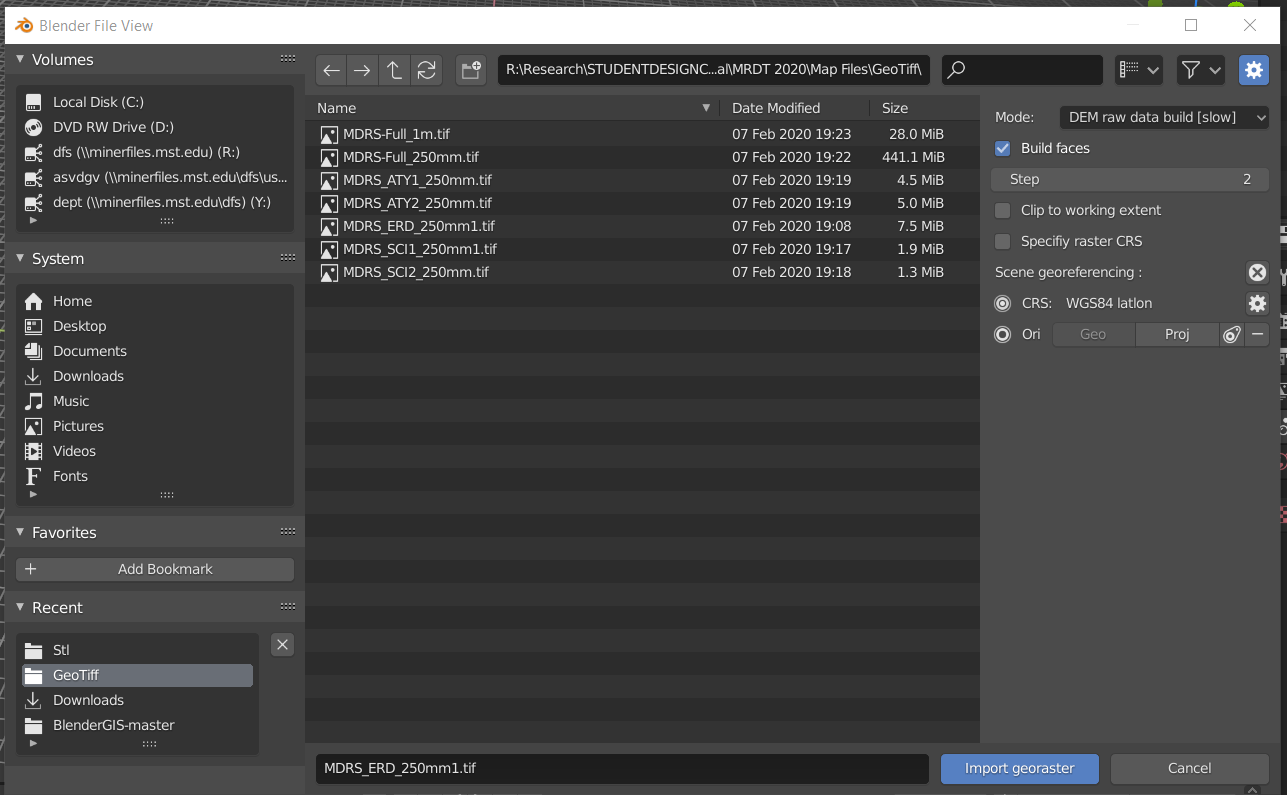 Blender File View
Volumes
Local Disk (C:)
DVD RW Drive (D:)
dfs (\\minerfiles.mst.edu) (R:)
asvdgv (\\minerfiles.mst.edu\dfs\us...
dept (\\minerfiles.mst.edu\dfs) (Y:)
System
Home
Desktop
Documents
Downloads
Music
Pictures
Videos
Fonts
Favorites
Add Bookmark
Recent
Stl
GeoTiff
Downloads
BlenderGIS-master
R:\Research\STUDENTDESIGNC...al\MRDT 2020\Map Files\GeoTiff\
Name Date Modified Size
MDRS-Full_1m.tif 07 Feb 2020 19:23 28.0 MiB
MDRS-Full_250mm.tif 07 Feb 2020 19:22 441.1 MiB
MDRS_ATY1_250mm.tif 07 Feb 2020 19:19 4.5 MiB
MDRS_ATY2_250mm.tif 07 Feb 2020 19:19 5.0 MiB
MDRS_ERD_250mm1.tif 07 Feb 2020 19:08 7.5 MiB
MDRS_SCI1_250mm1.tif 07 Feb 2020 19:17 1.9 MiB
MDRS_SCI2_250mm.tif 07 Feb 2020 19:18 1.3 MiB
Mode: DEM raw data build [slow]
Build faces
Step 2
Clip to working extent
Specifiy raster CRS
Scene georeferencing :
CRS: WGS84 latlon
Ori Geo Proj
MDRS_ERD_250mm1.tif
Import georaster
Cancel